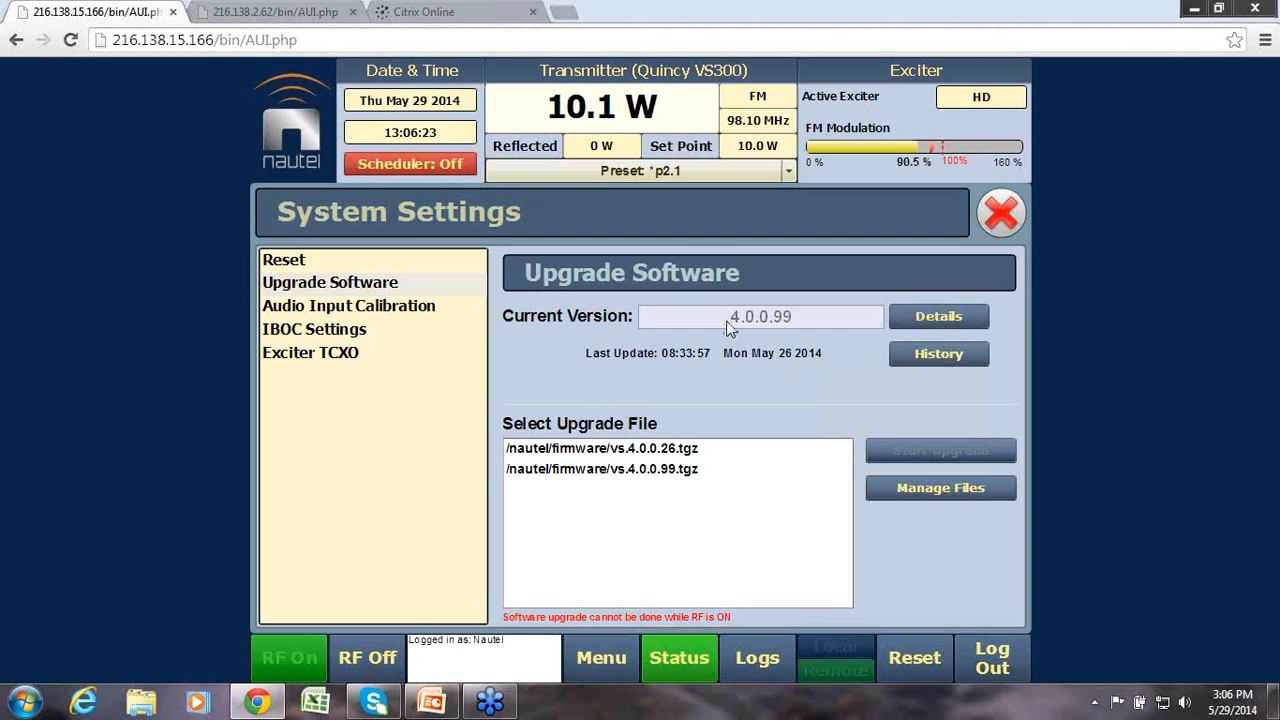 216.138.15.166/bin/AUI.ph
216.138.2.62/bin/AUI.php
Citrix Online
216.138.15.166/bin/AUI.php
nautel
Date & Time
Thu May 29 2014
13:06:23
Scheduler: Off
Transmitter (Quincy VS300)
10.1 W
FM
98.10 MHz
Reflected
0 W
Set Point
10.0 W
Preset: *p2.1
Exciter
Active Exciter
HD
FM Modulation
0 %
90.5 %
100%
160 %
System Settings
Reset
Upgrade Software
Audio Input Calibration
IBOC Settings
Exciter TCXO
Upgrade Software
Current Version:
4.0.0.99
Details
Last Update: 08:33:57 Mon May 26 2014
History
Select Upgrade File
/nautel/firmware/vs.4.0.0.26.tgz
/nautel/firmware/vs.4.0.0.99.tgz
Start Upgrade
Manage Files
Software upgrade cannot be done while RF is ON
RF On
RF Off
Logged in as: Nautel
Menu
Status
Logs
Local
Remote
Reset
Log
Out
3:06 PM
5/29/2014